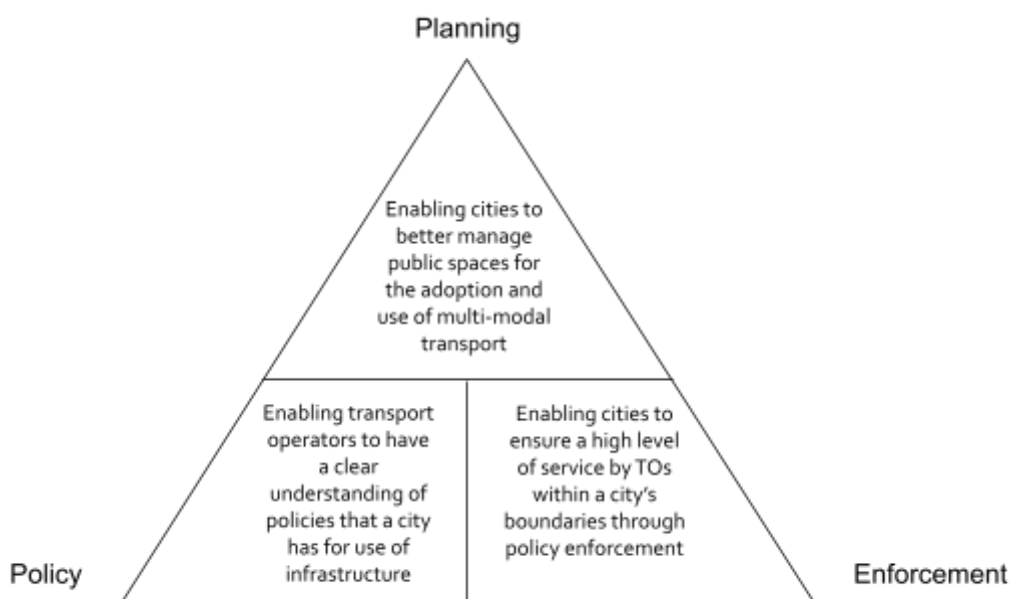 Planning
Enabling cities to
better manage
public spaces for
the adoption and
use of multi-modal
transport
Enabling transport
operators to have
a clear
understanding of
policies that a city
has for use of
infrastructure
Enabling cities to
ensure a high level
of service by TOs
within a city's
boundaries through
policy enforcement
Policy
Enforcement